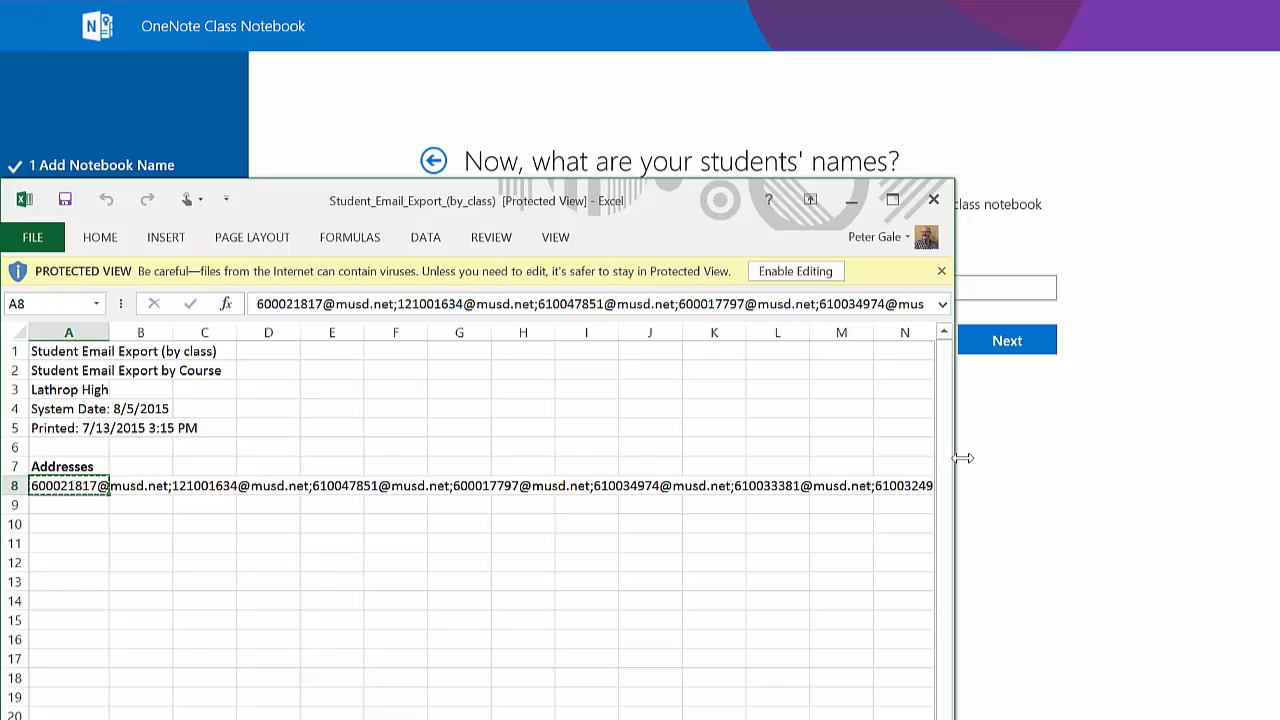 OneNote Class Notebook
1 Add Notebook Name
Now, what are your students' names?
class notebook
Next
Student_Email_Export_(by_class) [Protected View] - Excel
?
FILE HOME INSERT PAGE LAYOUT FORMULAS DATA REVIEW VIEW Peter Gale
PROTECTED VIEW Be careful—files from the Internet can contain viruses. Unless you need to edit, it's safer to stay in Protected View. Enable Editing
A8 fx 600021817@musd.net;121001634@musd.net;610047851@musd.net;600017797@musd.net;610034974@mus
A B C D E F G H I J K L M N
1 Student Email Export (by class)
2 Student Email Export by Course
3 Lathrop High
4 System Date: 8/5/2015
5 Printed: 7/13/2015 3:15 PM
6
7 Addresses
8 600021817@musd.net;121001634@musd.net;610047851@musd.net;600017797@musd.net;610034974@musd.net;610033381@musd.net;61003249
9
10
11
12
13
14
15
16
17
18
19
20